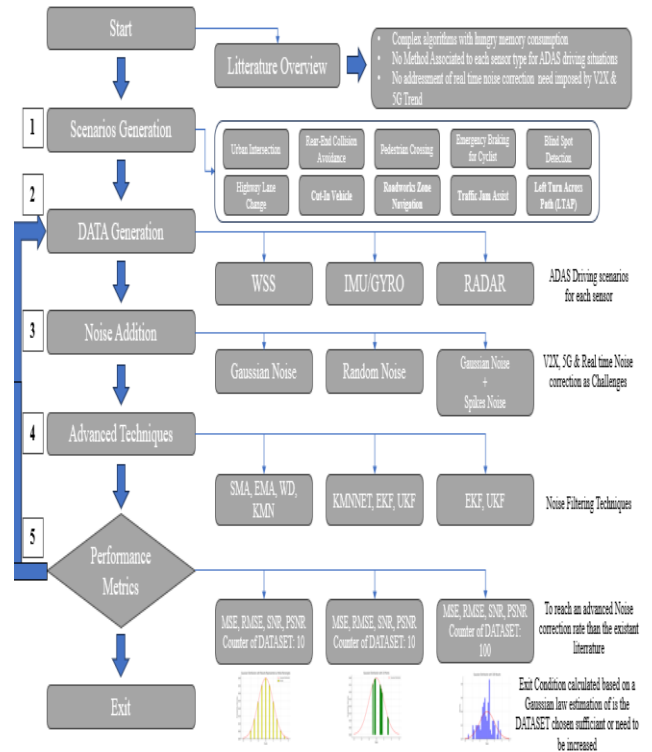 Start
Litterature Overview
• Complex algorithms with hungry memory consumption
• No Method Associated to each sensor type for ADAS driving situations
• No addresment of real time noise correction need imposed by V2X &
5G Trend
1
Scenarios Generation
Urban Intersection
Rear-End Collision
Avoidance
Pedestrian Crossing
Emergency Braking
for Cyclist
Blind Spot
Detection
Highway Lane
Change
Cut-In Vehicle
Roadworks Zone
Navigation
Traffic Jam Assist
Left Turn Across
Path (LTAP)
2
DATA Generation
WSS
IMU/GYRO
RADAR
ADAS Driving scenarios
for each sensor
3
Noise Addition
Gaussian Noise
Random Noise
Gaussian Noise
+
Spikes Noise
V2X, 5G & Real time Noise
correction as Challenges
4
Advanced Techniques
SMA, EMA, WD,
KMN
KMNNET, EKF, UKF
EKF, UKF
Noise Filtering Techniques
5
Performance
Metrics
MSE, RMSE, SNR, PSNR
Counter of DATASET: 10
MSE, RMSE, SNR, PSNR
Counter of DATASET: 10
MSE, RMSE, SNR, PSNR
Counter of DATASET:
100
To reach an advanced Noise
correction rate than the existant
literrature
Exit
Exit Condition calculated based on a
Gaussian law estimation of is the
DATASET chosen sufficiant or need to
be increased